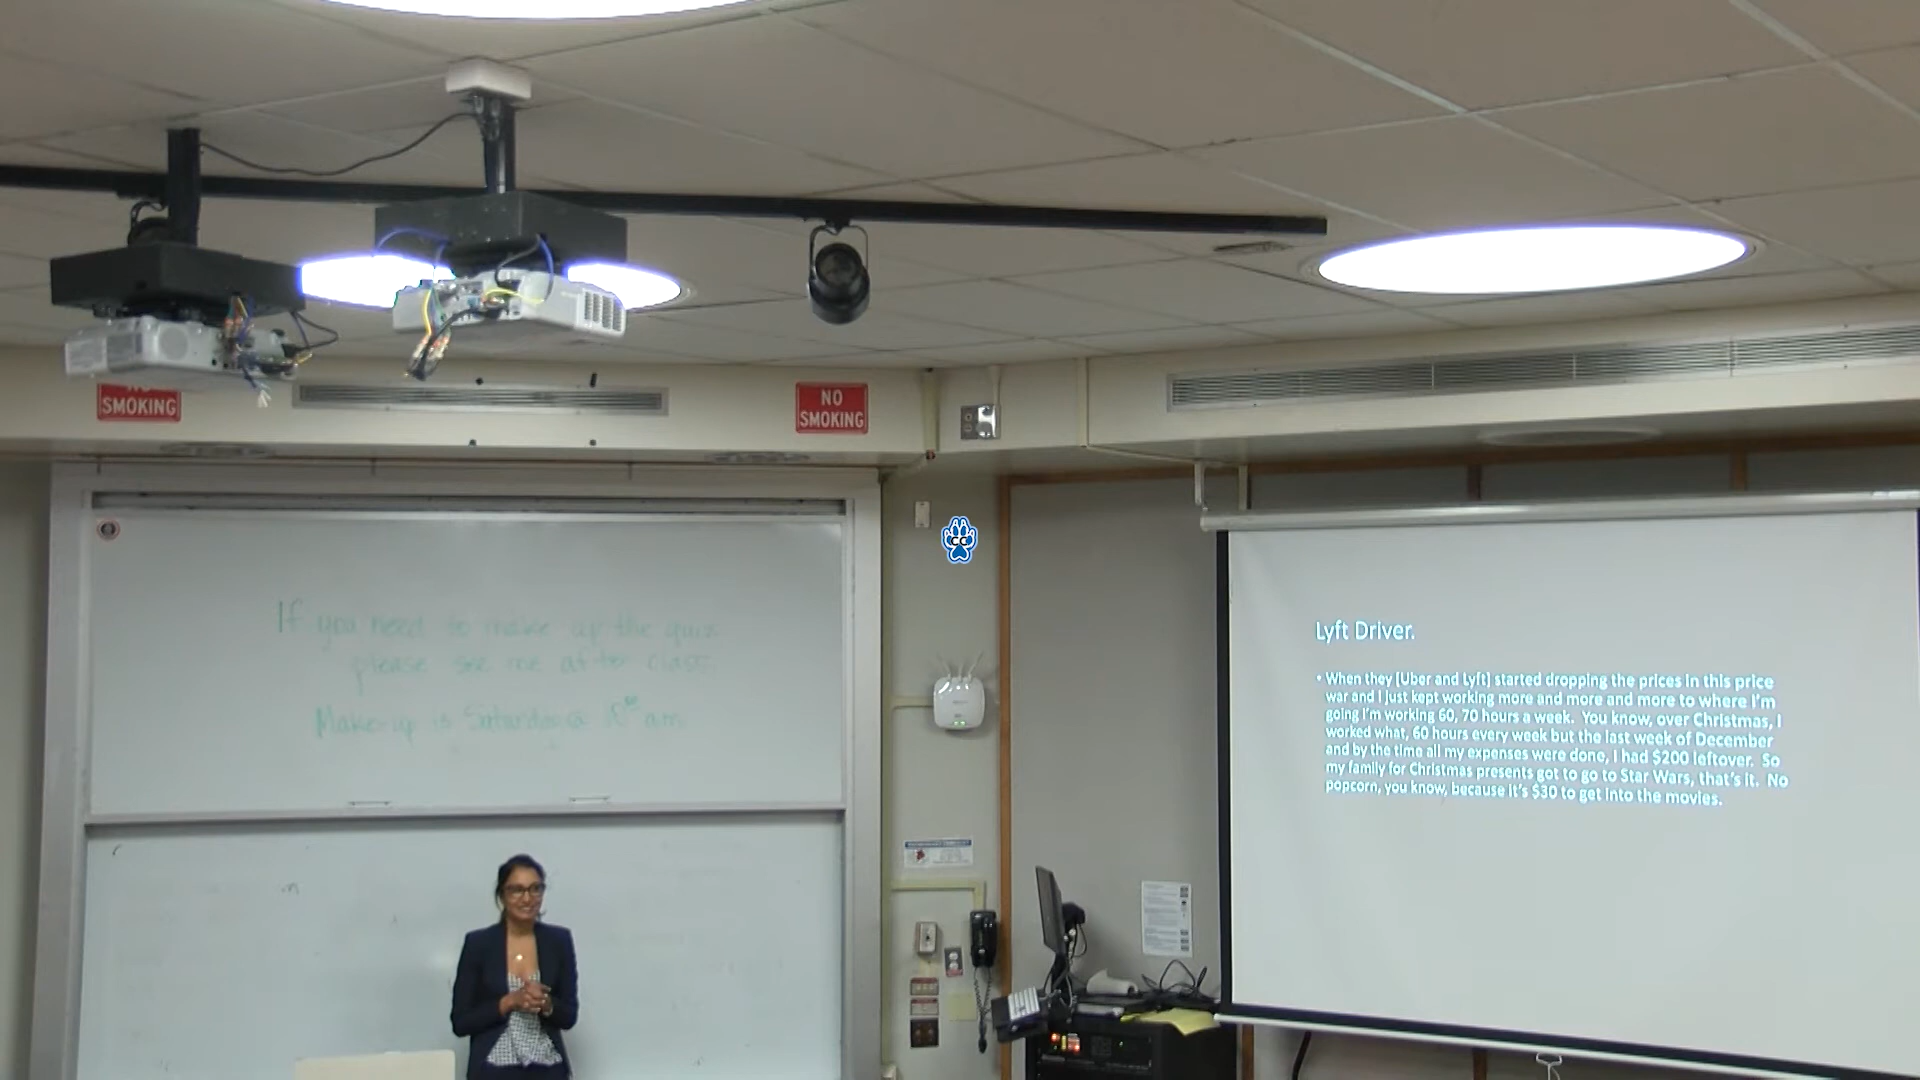 SMOKING
NO
SMOKING
If you need to make up the quiz
please see me after class.
Make-up is Saturday @ 10 am
CC
Lyft Driver.
• When they [Uber and Lyft] started dropping the prices in this price
war and I just kept working more and more and more to where I'm
going I'm working 60, 70 hours a week. You know, over Christmas, I
worked what, 60 hours every week but the last week of December
and by the time all my expenses were done, I had $200 leftover. So
my family for Christmas presents got to go to Star Wars, that's it. No
popcorn, you know, because it's $30 to get into the movies.